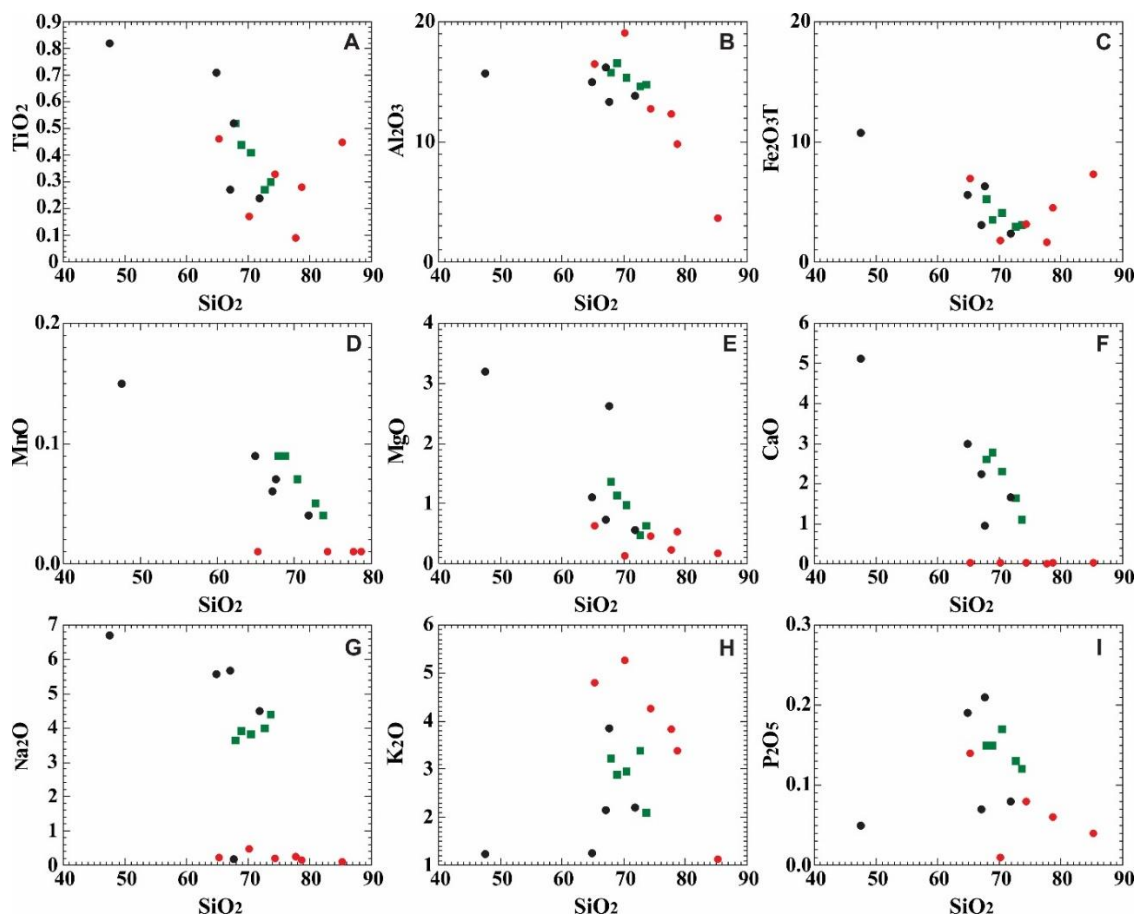 0.9
A
0.8
0.7
0.6
0.5
0.4
0.3
0.2
0.1
0
TiO2
40 50 60 70 80 90
SiO2
20
B
10
0
Al2O3
40 50 60 70 80 90
SiO2
20
C
10
0
Fe2O3T
40 50 60 70 80 90
SiO2
0.2
D
0.1
0.0
MnO
40 50 60 70 80
SiO2
4
E
3
2
1
0
MgO
40 50 60 70 80 90
SiO2
6
F
5
4
3
2
1
0
CaO
40 50 60 70 80 90
SiO2
7
G
6
5
4
3
2
1
0
Na2O
40 50 60 70 80 90
SiO2
6
H
5
4
3
2
1
K2O
40 50 60 70 80 90
SiO2
0.3
I
0.2
0.1
0.0
P2O5
40 50 60 70 80 90
SiO2